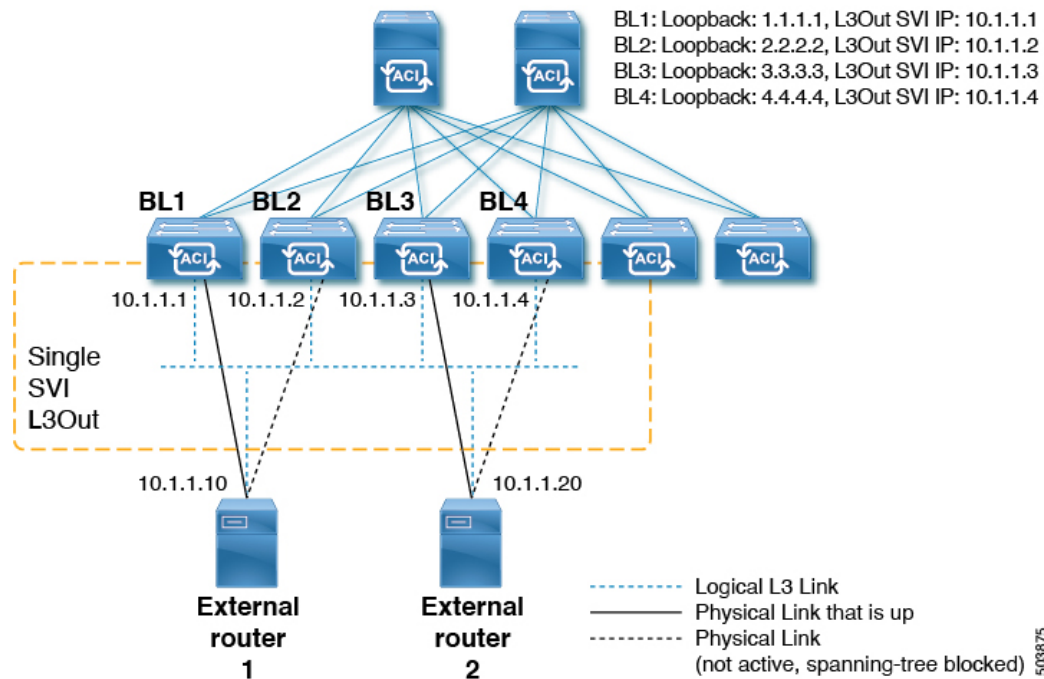 BL1: Loopback: 1.1.1.1, L3Out SVI IP: 10.1.1.1
BL2: Loopback: 2.2.2.2, L3Out SVI IP: 10.1.1.2
BL3: Loopback: 3.3.3.3, L3Out SVI IP: 10.1.1.3
BL4: Loopback: 4.4.4.4, L3Out SVI IP: 10.1.1.4
ACI
ACI
BL1
BL2
BL3
BL4
ACI
ACI
ACI
ACI
ACI
ACI
10.1.1.1
10.1.1.2
10.1.1.3
10.1.1.4
Single
SVI
L3Out
10.1.1.10
10.1.1.20
External
router
1
External
router
2
Logical L3 Link
Physical Link that is up
Physical Link
(not active, spanning-tree blocked)
503875